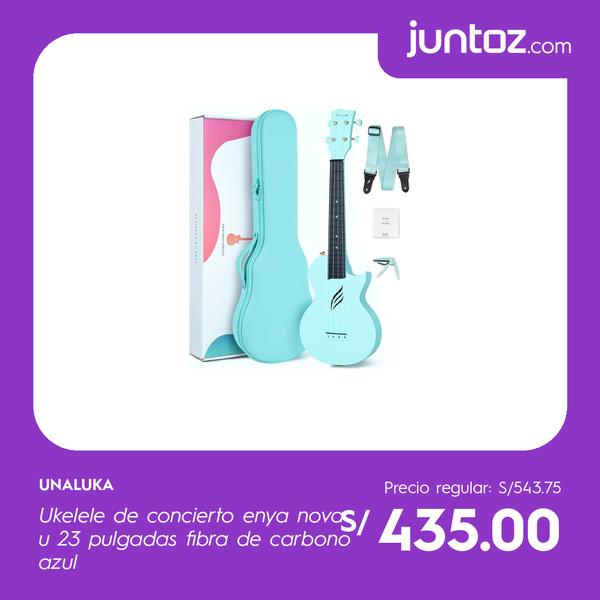 juntoz.com
UNALUKA
Precio regular: S/543.75
Ukelele de concierto enya nova
u 23 pulgadas fibra de carbono
azul
S/ 435.00